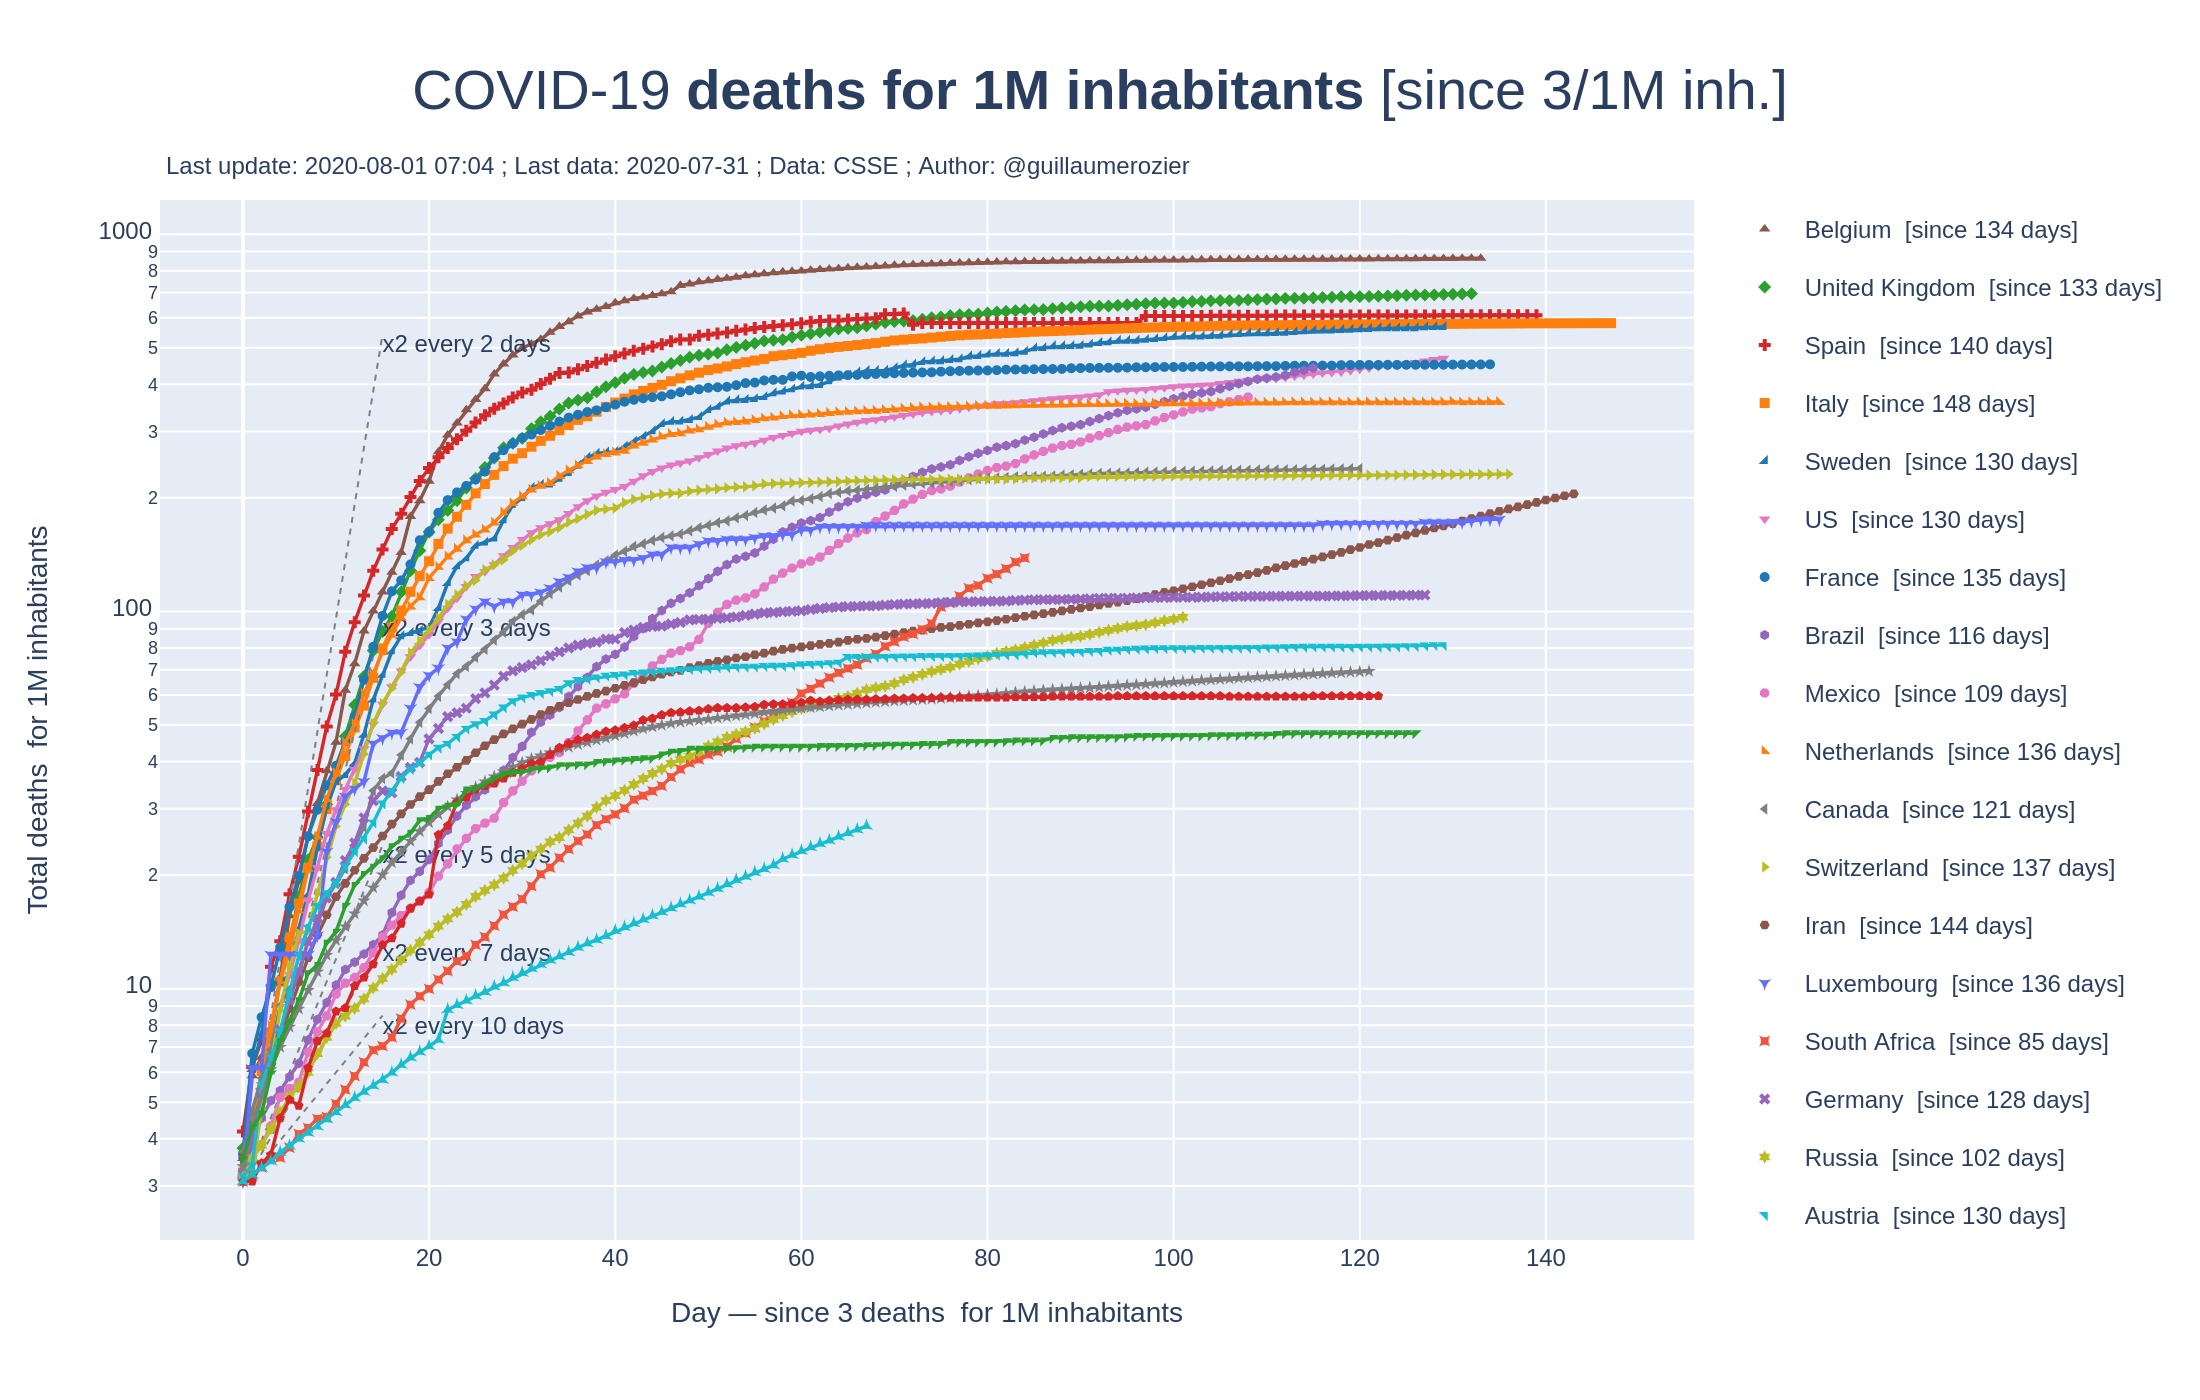 COVID-19 deaths for 1M inhabitants [since 3/1M inh.]
Last update: 2020-08-01 07:04 ; Last data: 2020-07-31 ; Data: CSSE ; Author: @guillaumerozier
Total deaths  for 1M inhabitants
1000
9
8
7
6
5
4
3
2
100
9
8
7
6
5
4
3
2
10
9
8
7
6
5
4
3
x2 every 2 days
x2 every 3 days
x2 every 5 days
x2 every 7 days
x2 every 10 days
0 20 40 60 80 100 120 140
Day — since 3 deaths  for 1M inhabitants
Belgium  [since 134 days]
United Kingdom  [since 133 days]
Spain  [since 140 days]
Italy  [since 148 days]
Sweden  [since 130 days]
US  [since 130 days]
France  [since 135 days]
Brazil  [since 116 days]
Mexico  [since 109 days]
Netherlands  [since 136 days]
Canada  [since 121 days]
Switzerland  [since 137 days]
Iran  [since 144 days]
Luxembourg  [since 136 days]
South Africa  [since 85 days]
Germany  [since 128 days]
Russia  [since 102 days]
Austria  [since 130 days]